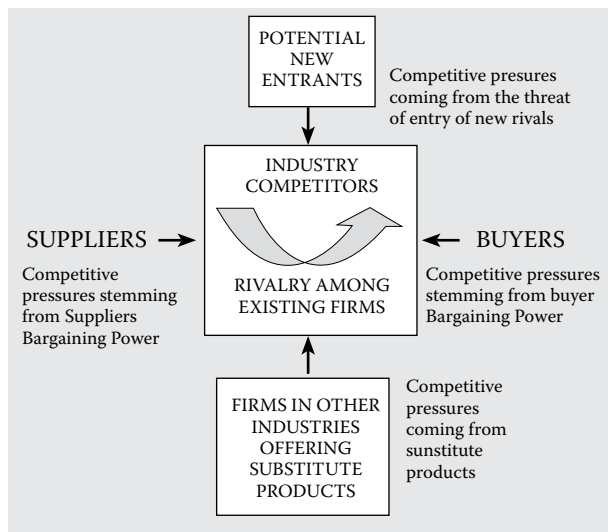 POTENTIAL
NEW
ENTRANTS
Competitive presures
coming from the threat
of entry of new rivals
INDUSTRY
COMPETITORS
SUPPLIERS
Competitive
pressures stemming
from Suppliers
Bargaining Power
RIVALRY AMONG
EXISTING FIRMS
BUYERS
Competitive pressures
stemming from buyer
Bargaining Power
FIRMS IN OTHER
INDUSTRIES
OFFERING
SUBSTITUTE
PRODUCTS
Competitive
pressures
coming from
sunstitute
products